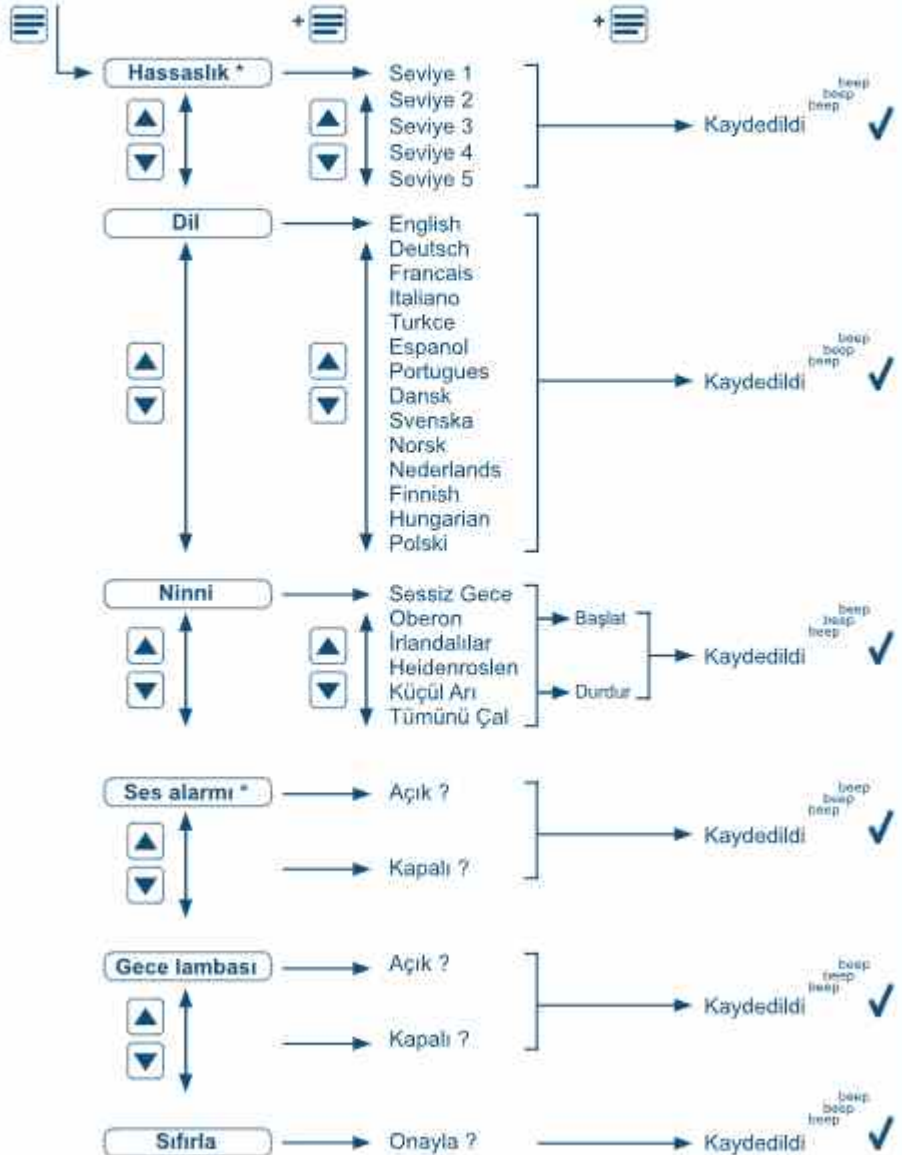 +
+
Hassaslık *
Seviye 1
Seviye 2
Seviye 3
Seviye 4
Seviye 5
Kaydedildi
beep
beep
beep
Dil
English
Deutsch
Francais
Italiano
Turkce
Espanol
Portugues
Dansk
Svenska
Norsk
Nederlands
Finnish
Hungarian
Polski
Kaydedildi
beep
beep
beep
Ninni
Sessiz Gece
Oberon
İrlandalılar
Heidenroslen
Küçül Arı
Tümünü Çal
Başlat
Durdur
Kaydedildi
beep
beep
beep
Ses alarmı *
Açık ?
Kapalı ?
Kaydedildi
beep
beep
beep
Gece lambası
Açık ?
Kapalı ?
Kaydedildi
beep
beep
beep
Sıfırla
Onayla ?
Kaydedildi
beep
beep
beep